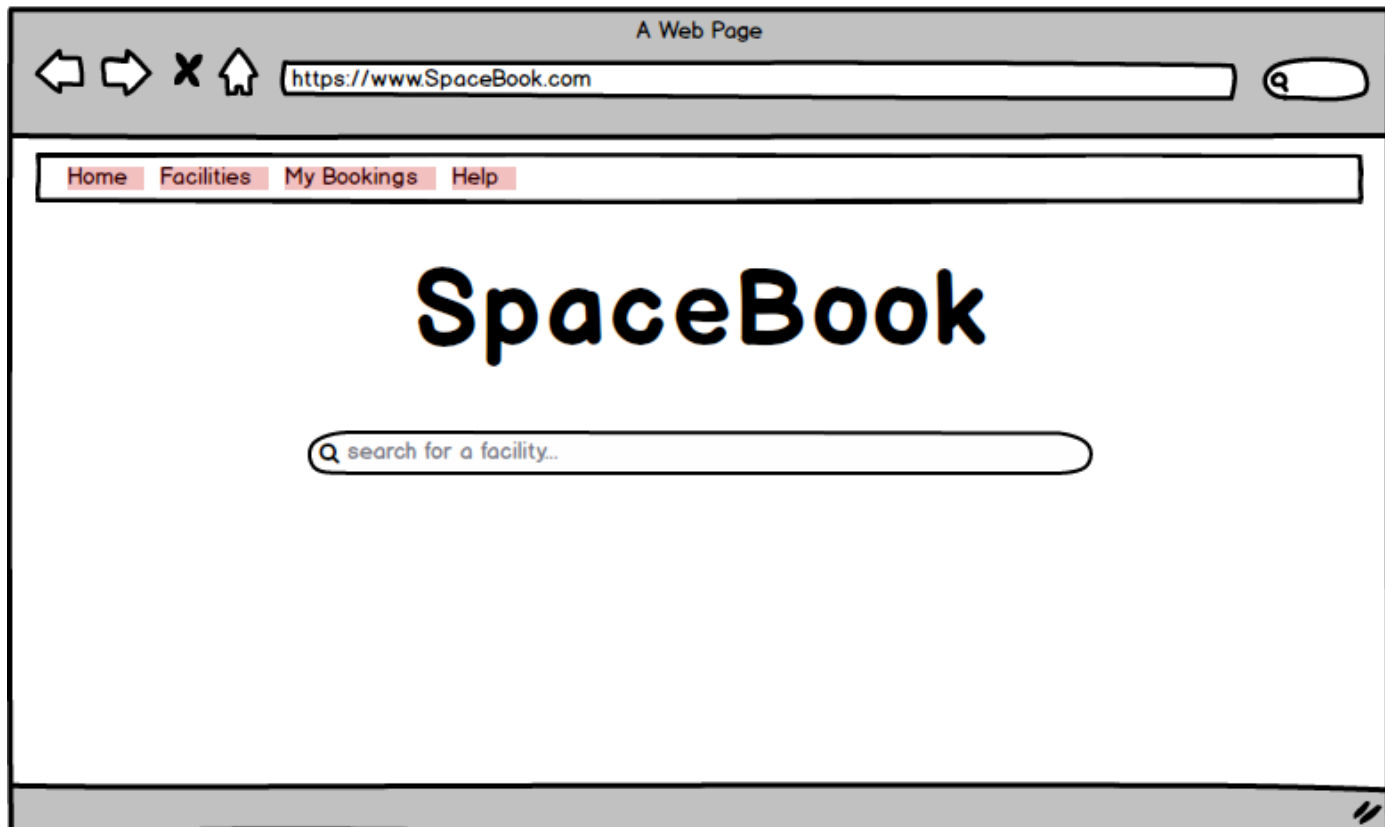 A Web Page
https://www.SpaceBook.com
Home Facilities My Bookings Help
SpaceBook
search for a facility...